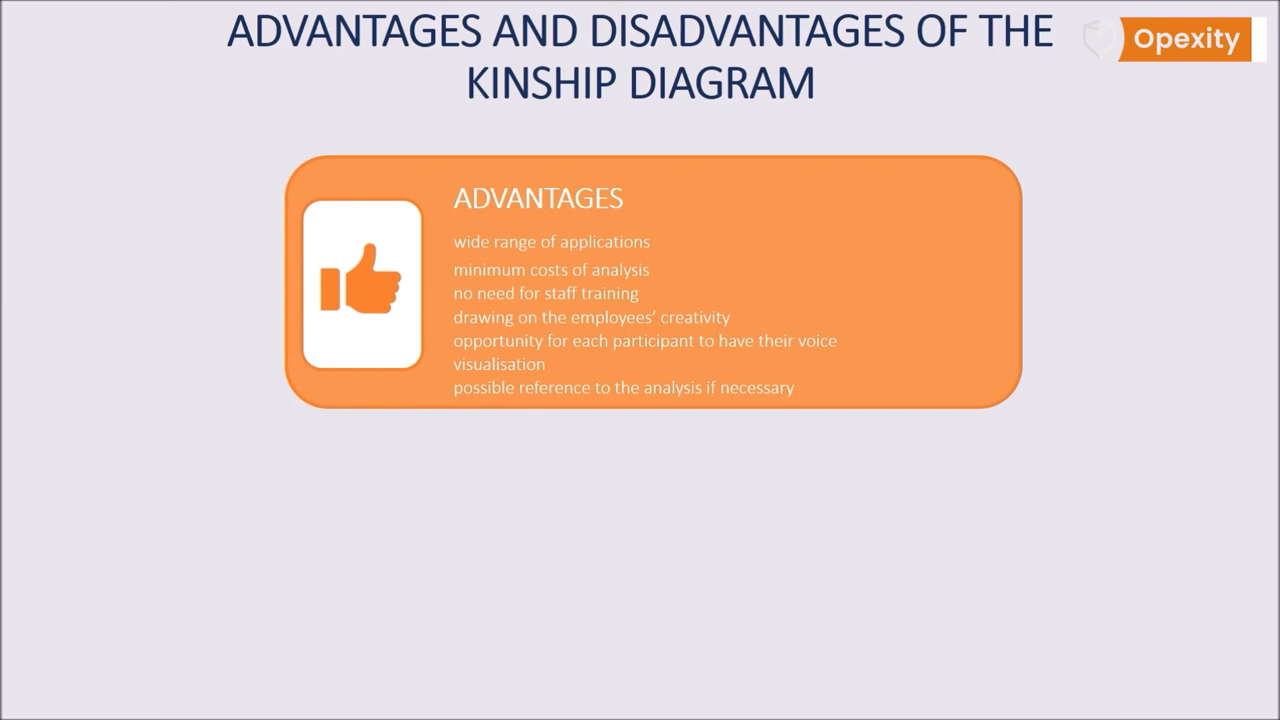 ADVANTAGES AND DISADVANTAGES OF THE
KINSHIP DIAGRAM
Opexity
ADVANTAGES
wide range of applications
minimum costs of analysis
no need for staff training
drawing on the employees’ creativity
opportunity for each participant to have their voice
visualisation
possible reference to the analysis if necessary